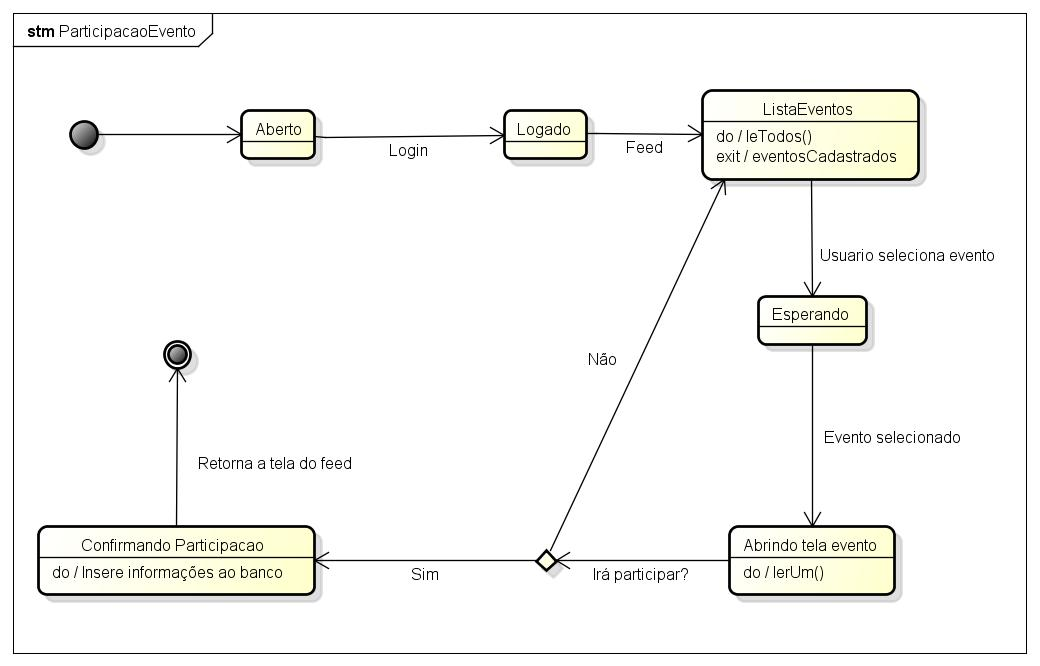 stm ParticipacaoEvento
Aberto
Login
Logado
Feed
ListaEventos
do / leTodos()
exit / eventosCadastrados
Usuario seleciona evento
Esperando
Não
Evento selecionado
Retorna a tela do feed
Confirmando Participacao
do / Insere informações ao banco
Sim
Irá participar?
Abrindo tela evento
do / lerUm()